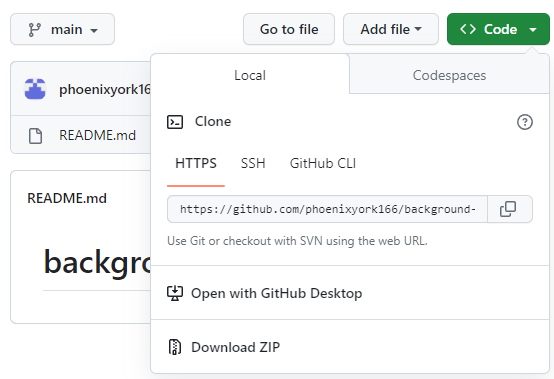 main
Go to file
Add file
<> Code
Local
Codespaces
phoenixyork16
Clone
README.md
HTTPS
SSH
GitHub CLI
README.md
https://github.com/phoenixyork166/background-
Use Git or checkout with SVN using the web URL.
backgro
Open with GitHub Desktop
Download ZIP